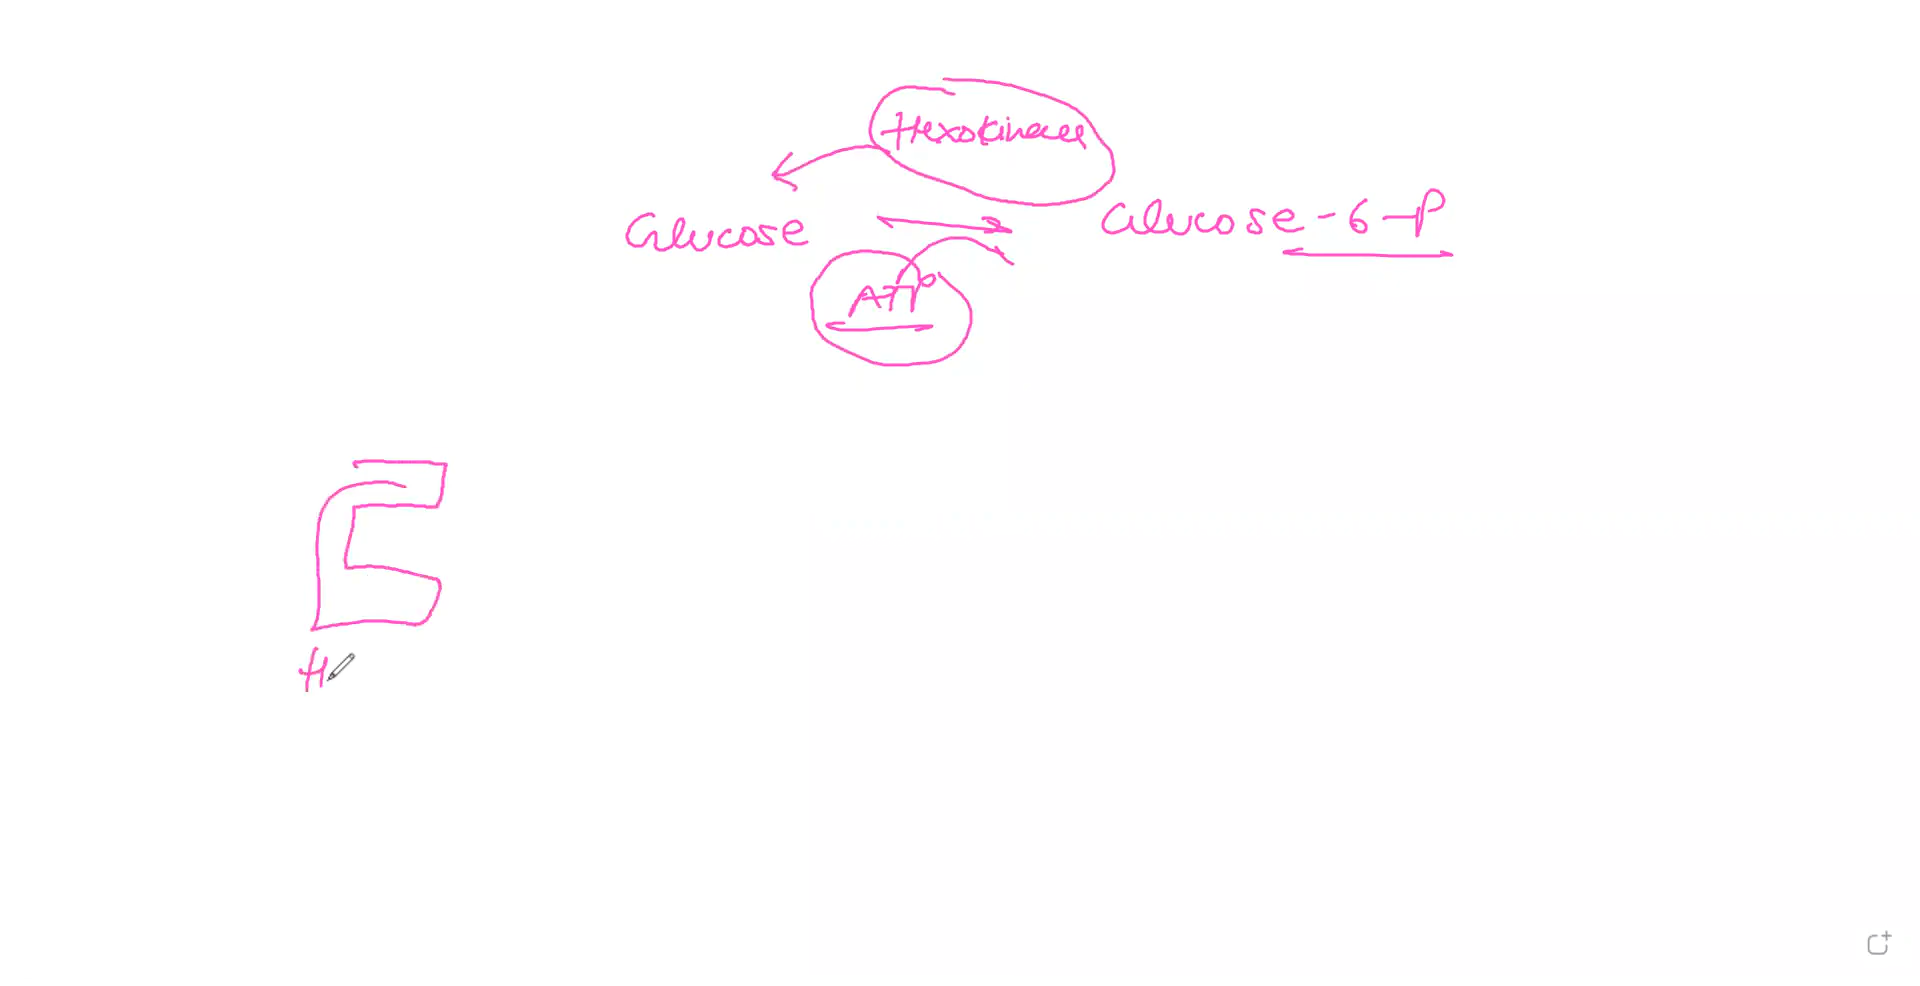 Hexokinase
Glucose → Glucose-6-P
ATP
H